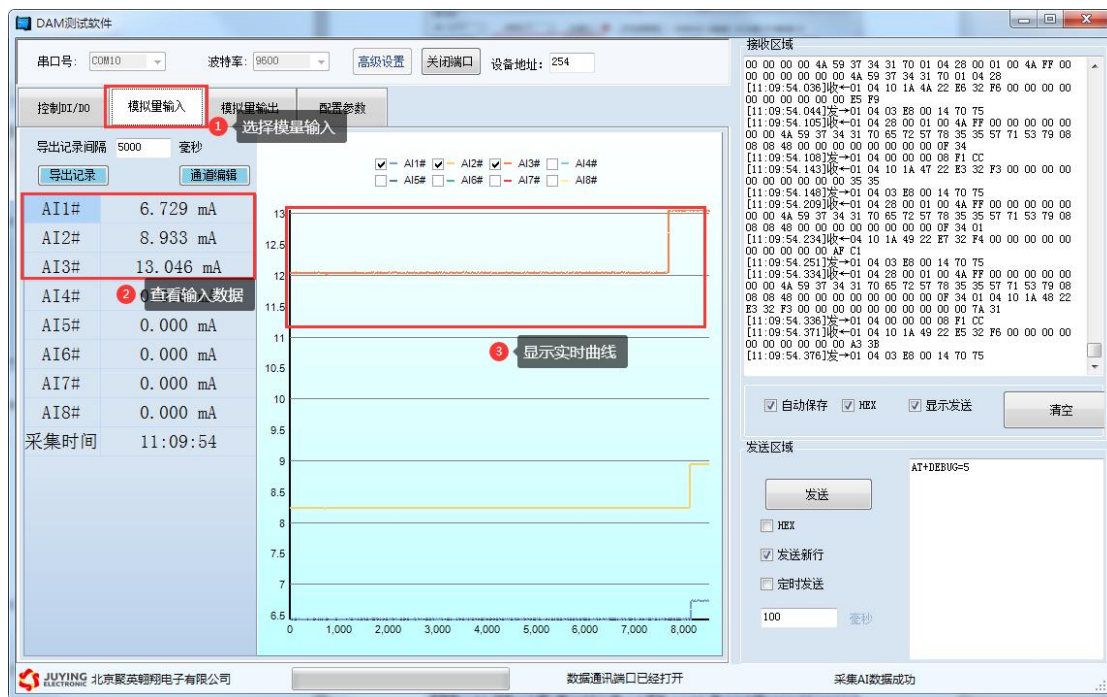 DAM测试软件
串口号: COM10 波特率: 9600 高级设置 关闭端口 设备地址: 254
控制DI/DO 模拟量输入 模拟量输出 配置参数
1 选择模量输入
导出记录间隔 5000 毫秒
导出记录 通道编辑
AI1# 6.729 mA
AI2# 8.933 mA
AI3# 13.046 mA
AI4#
2 查看输入数据
AI5# 0.000 mA
AI6# 0.000 mA
AI7# 0.000 mA
AI8# 0.000 mA
采集时间 11:09:54
AI1# AI2# AI3# AI4#
AI5# AI6# AI7# AI8#
13
12.5
12
11.5
11
10.5
10
9.5
9
8.5
8
7.5
7
6.5
0 1,000 2,000 3,000 4,000 5,000 6,000 7,000 8,000
3 显示实时曲线
接收区域
00 00 00 00 4A 59 37 34 31 70 01 04 28 00 01 00 4A FF 00
00 00 00 00 00 00 4A 59 37 34 31 70 01 04 28
[11:09:54.036]收←01 04 10 1A 4A 22 E6 32 F6 00 00 00 00
00 00 00 00 00 00 E5 F9
[11:09:54.044]发→01 04 03 E8 00 14 70 75
[11:09:54.105]收←01 04 28 00 01 00 4A FF 00 00 00 00 00
00 00 4A 59 37 34 31 70 65 72 57 78 35 35 57 71 53 79 08
08 08 48 00 00 00 00 00 00 00 00 0F 34
[11:09:54.108]发→01 04 00 00 00 08 F1 CC
[11:09:54.143]收←01 04 10 1A 47 22 E3 32 F3 00 00 00 00
00 00 00 00 00 00 35 35
[11:09:54.148]发→01 04 03 E8 00 14 70 75
[11:09:54.209]收←01 04 28 00 01 00 4A FF 00 00 00 00 00
00 00 4A 59 37 34 31 70 65 72 57 78 35 35 57 71 53 79 08
08 08 48 00 00 00 00 00 00 00 00 0F 34 01
[11:09:54.234]收←04 10 1A 49 22 E7 32 F4 00 00 00 00 00
00 00 00 00 00 AF C1
[11:09:54.251]发→01 04 03 E8 00 14 70 75
[11:09:54.334]收←01 04 28 00 01 00 4A FF 00 00 00 00 00
00 00 4A 59 37 34 31 70 65 72 57 78 35 35 57 71 53 79 08
08 08 48 00 00 00 00 00 00 00 00 0F 34 01 04 10 1A 48 22
E3 32 F3 00 00 00 00 00 00 00 00 00 00 7A 31
[11:09:54.336]发→01 04 00 00 00 08 F1 CC
[11:09:54.371]收←01 04 10 1A 49 22 E5 32 F6 00 00 00 00
00 00 00 00 00 00 A3 3B
[11:09:54.376]发→01 04 03 E8 00 14 70 75
自动保存 HEX 显示发送 清空
发送区域
AT+DEBUG=5
发送
HEX
发送新行
定时发送
100 毫秒
JUYING ELECTRONIC 北京聚英翱翔电子有限公司 数据通讯端口已经打开 采集AI数据成功